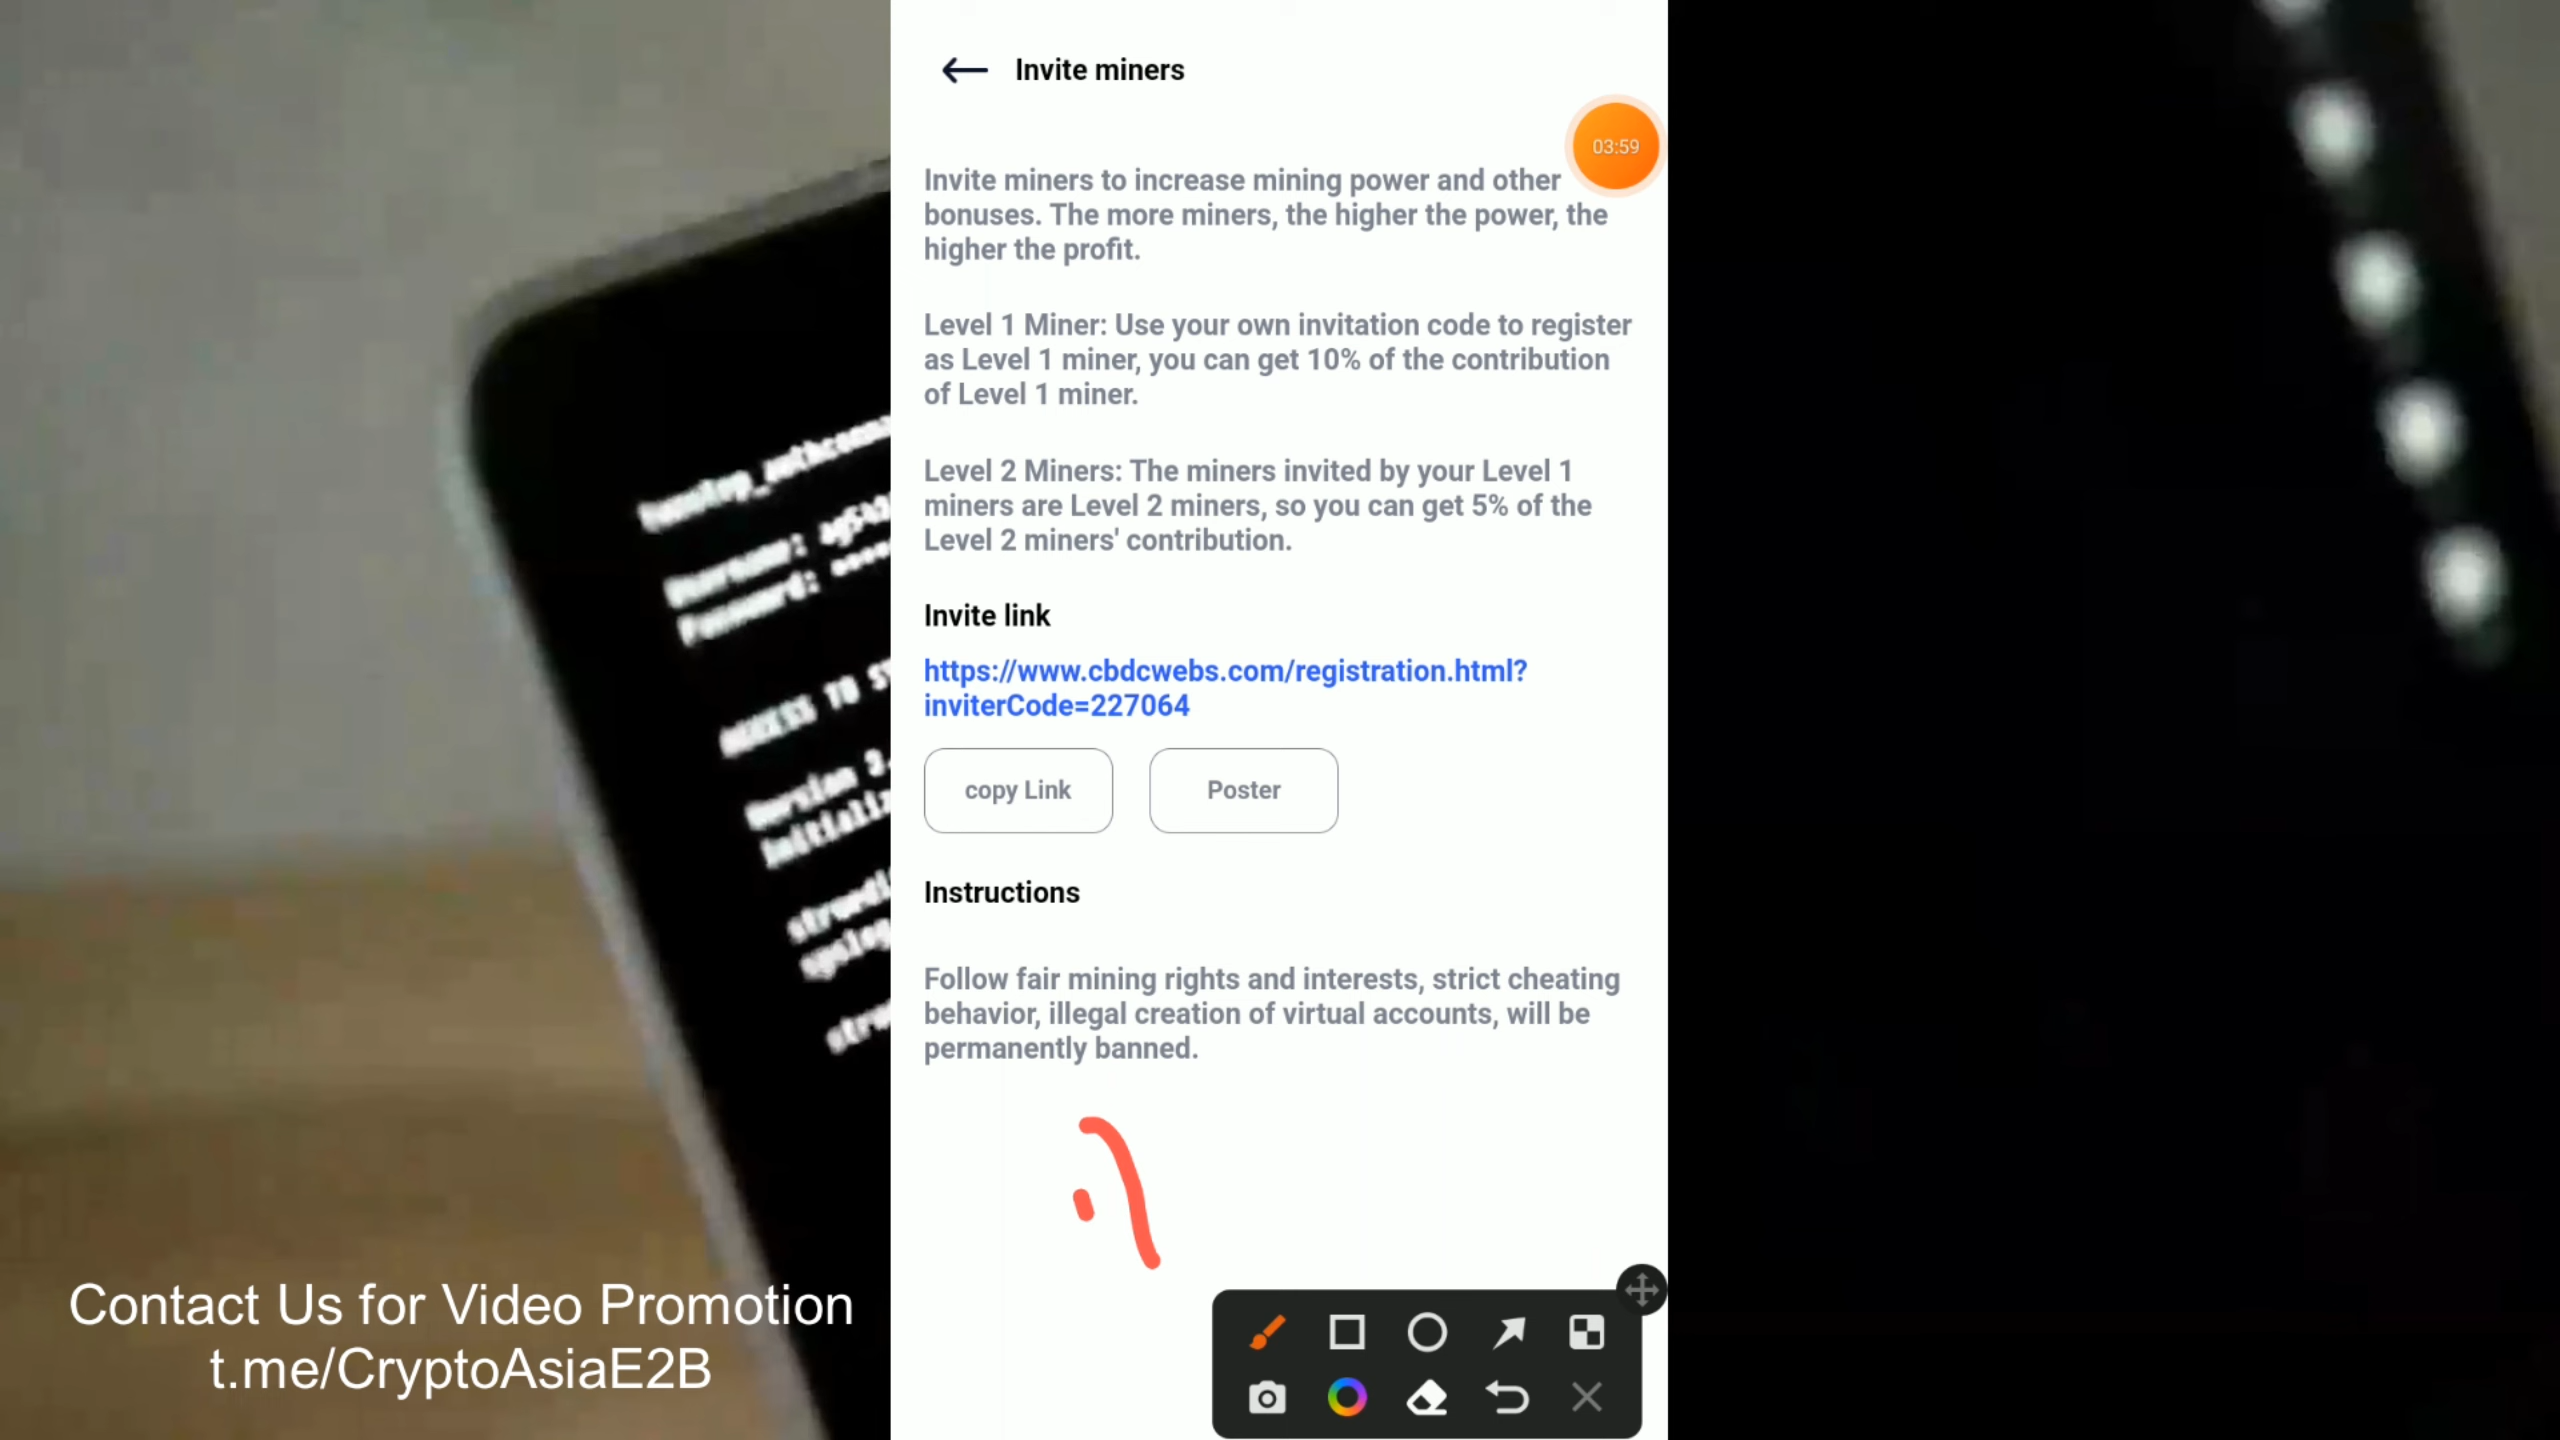 Invite miners
03:59
Invite miners to increase mining power and other
bonuses. The more miners, the higher the power, the
higher the profit.
Level 1 Miner: Use your own invitation code to register
as Level 1 miner, you can get 10% of the contribution
of Level 1 miner.
Level 2 Miners: The miners invited by your Level 1
miners are Level 2 miners, so you can get 5% of the
Level 2 miners' contribution.
Invite link
https://www.cbdcwebs.com/registration.html?
inviterCode=227064
copy Link
Poster
Instructions
Follow fair mining rights and interests, strict cheating
behavior, illegal creation of virtual accounts, will be
permanently banned.
Username:
Password:
ACCESS TO
Version 3.
Contact Us for Video Promotion
t.me/CryptoAsiaE2B